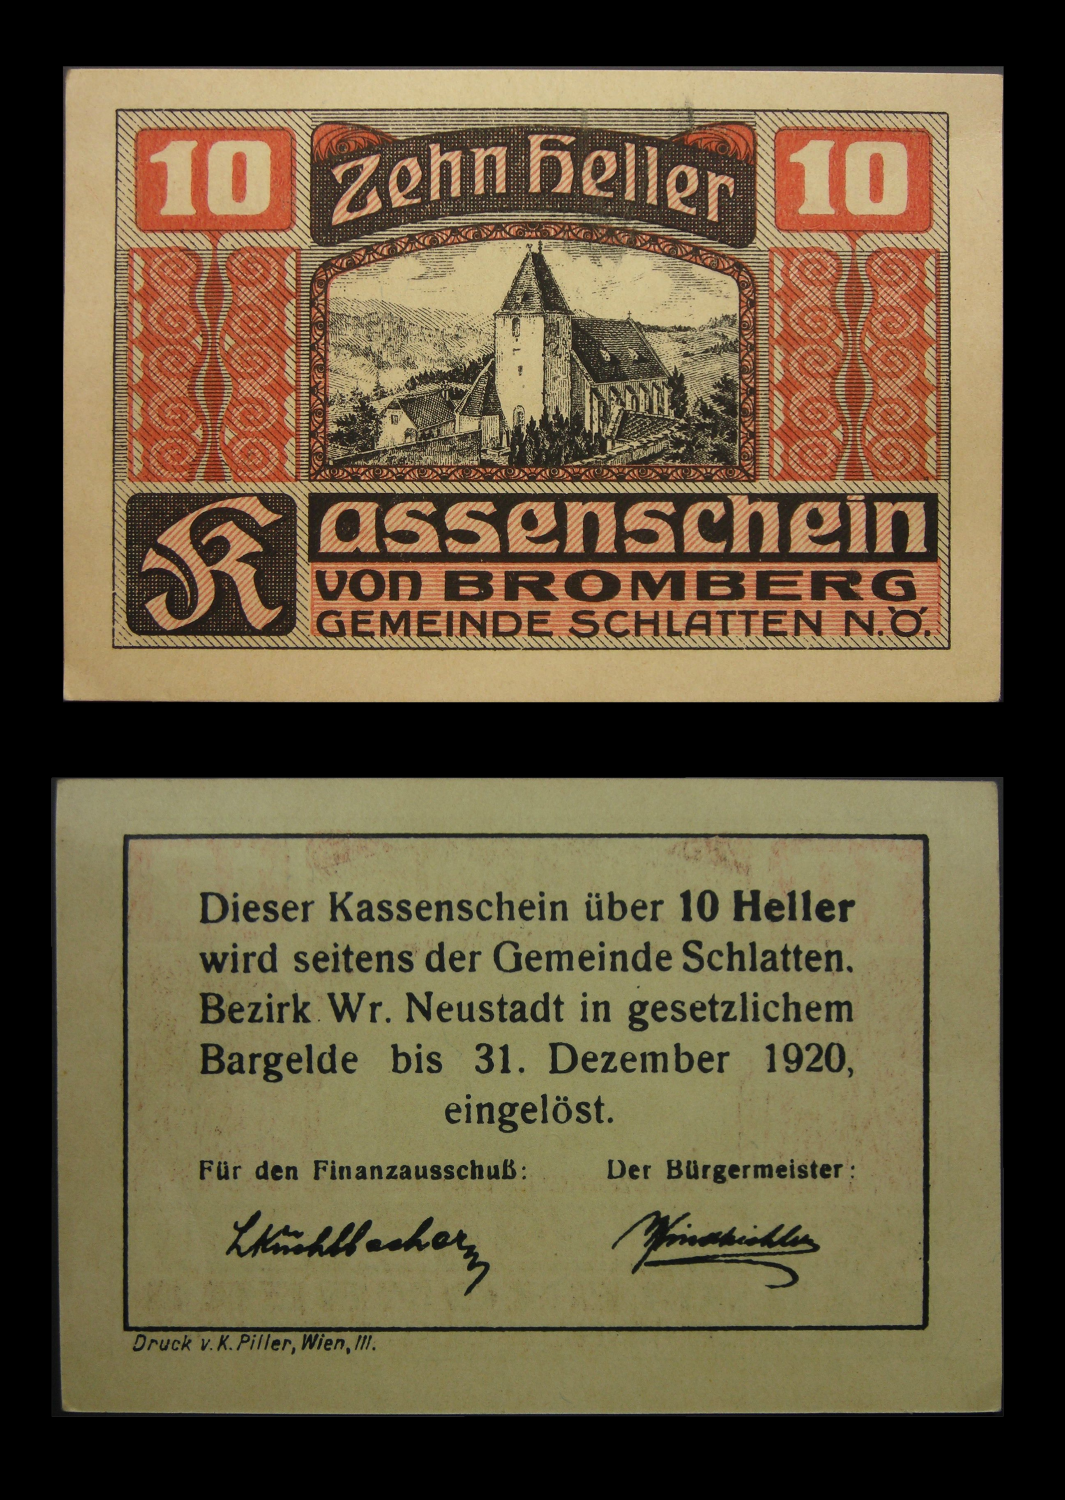 10 Zehn Heller 10
Kassenschein
von BROMBERG
GEMEINDE SCHLATTEN N.Ö.
Dieser Kassenschein über 10 Heller
wird seitens der Gemeinde Schlatten.
Bezirk Wr. Neustadt in gesetzlichem
Bargelde bis 31. Dezember 1920,
eingelöst.
Für den Finanzausschuß: Der Bürgermeister:
Druck v. K. Piller, Wien, III.